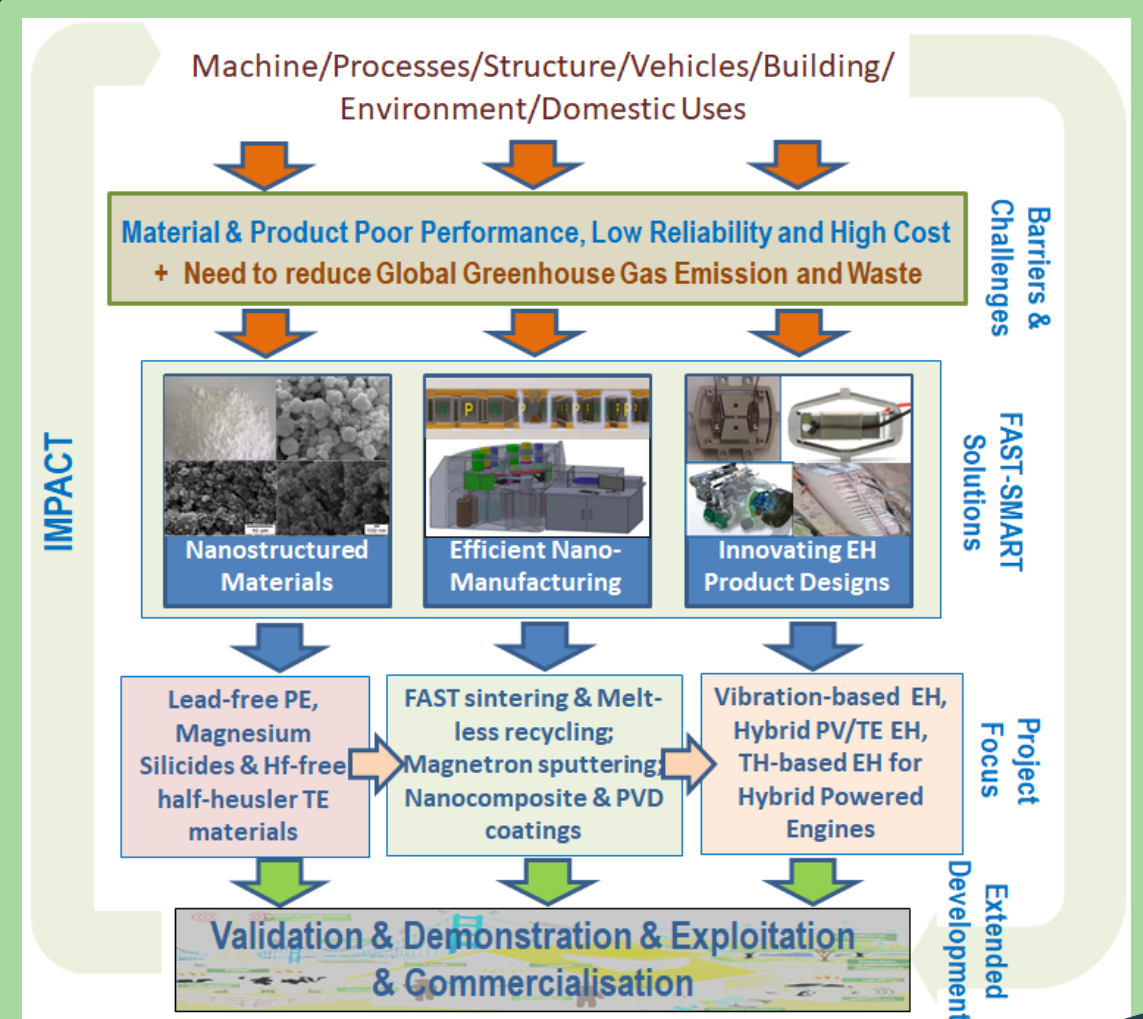 Machine/Processes/Structure/Vehicles/Building/
Environment/Domestic Uses
Material & Product Poor Performance, Low Reliability and High Cost
+ Need to reduce Global Greenhouse Gas Emission and Waste
Barriers &
Challenges
IMPACT
P
Nanostructured
Materials
Efficient Nano-
Manufacturing
Innovating EH
Product Designs
FAST-SMART
Solutions
Lead-free PE,
Magnesium
Silicides & Hf-free
half-heusler TE
materials
FAST sintering & Melt-
less recycling;
Magnetron sputtering;
Nanocomposite & PVD
coatings
Vibration-based EH,
Hybrid PV/TE EH,
TH-based EH for
Hybrid Powered
Engines
Project
Focus
Validation & Demonstration & Exploitation
& Commercialisation
Extended
Development